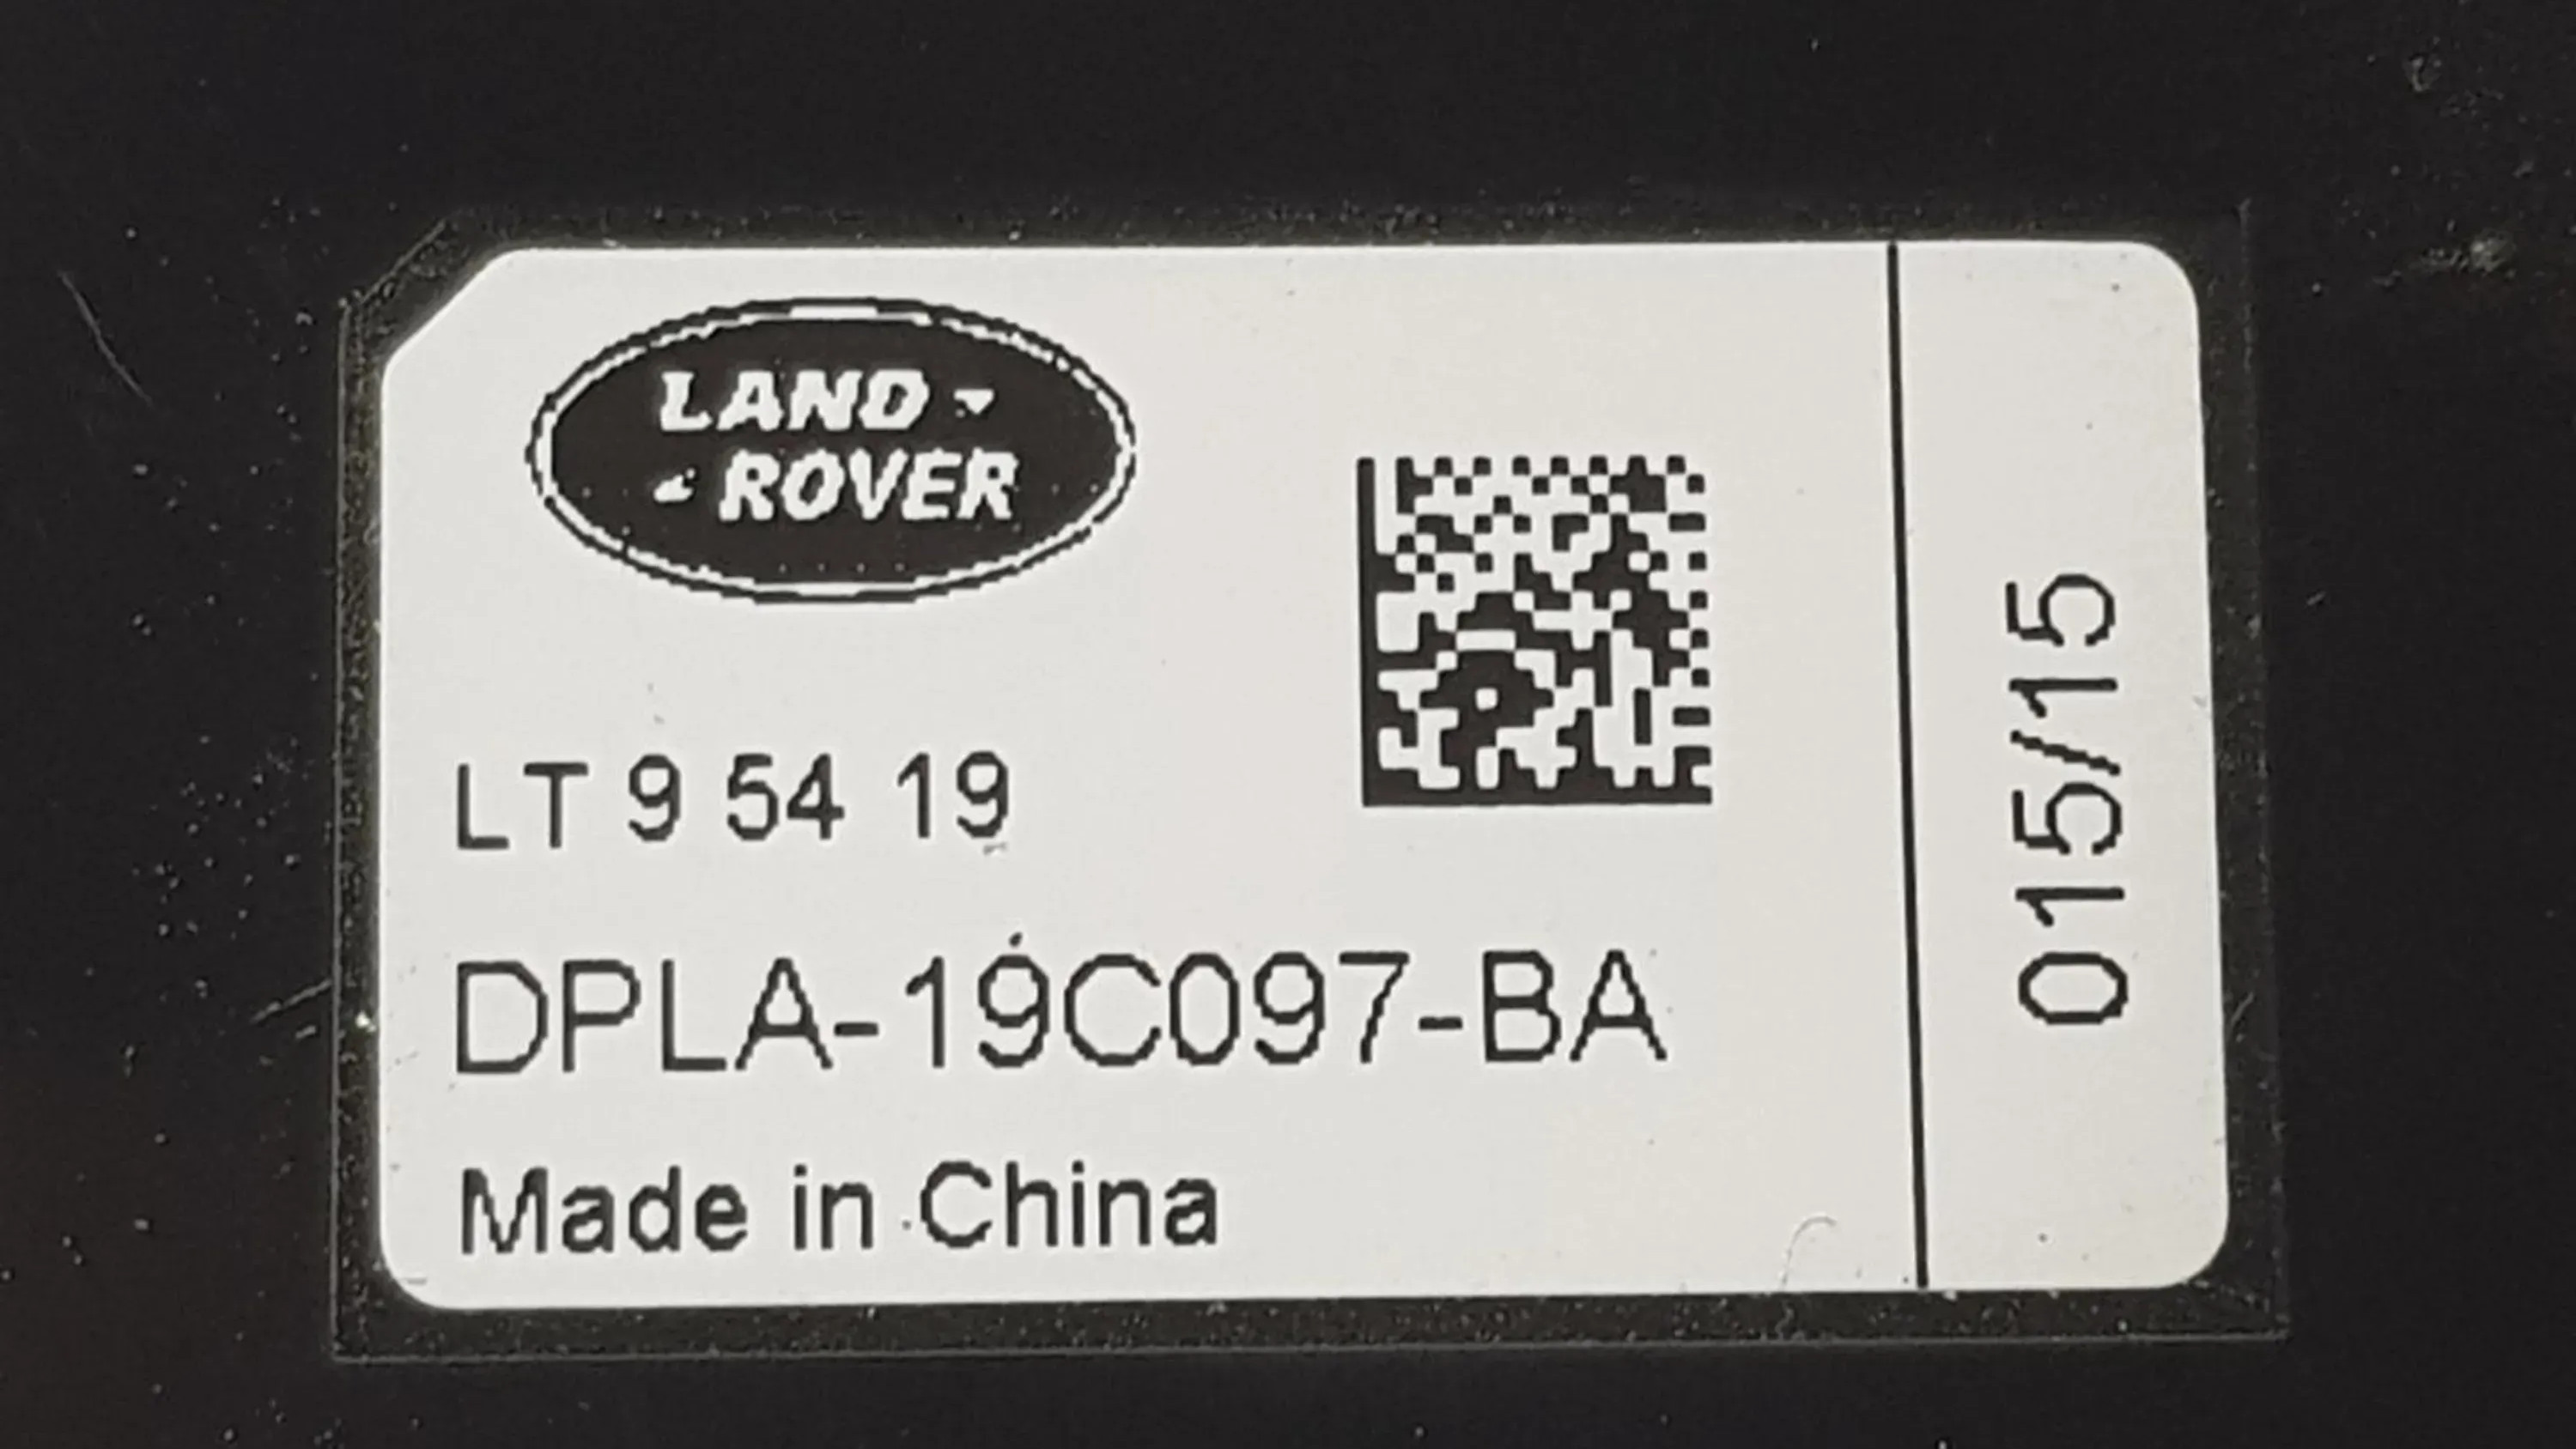 LAND
ROVER
LT 9 54 19
DPLA-19C097-BA
Made in China
015/15